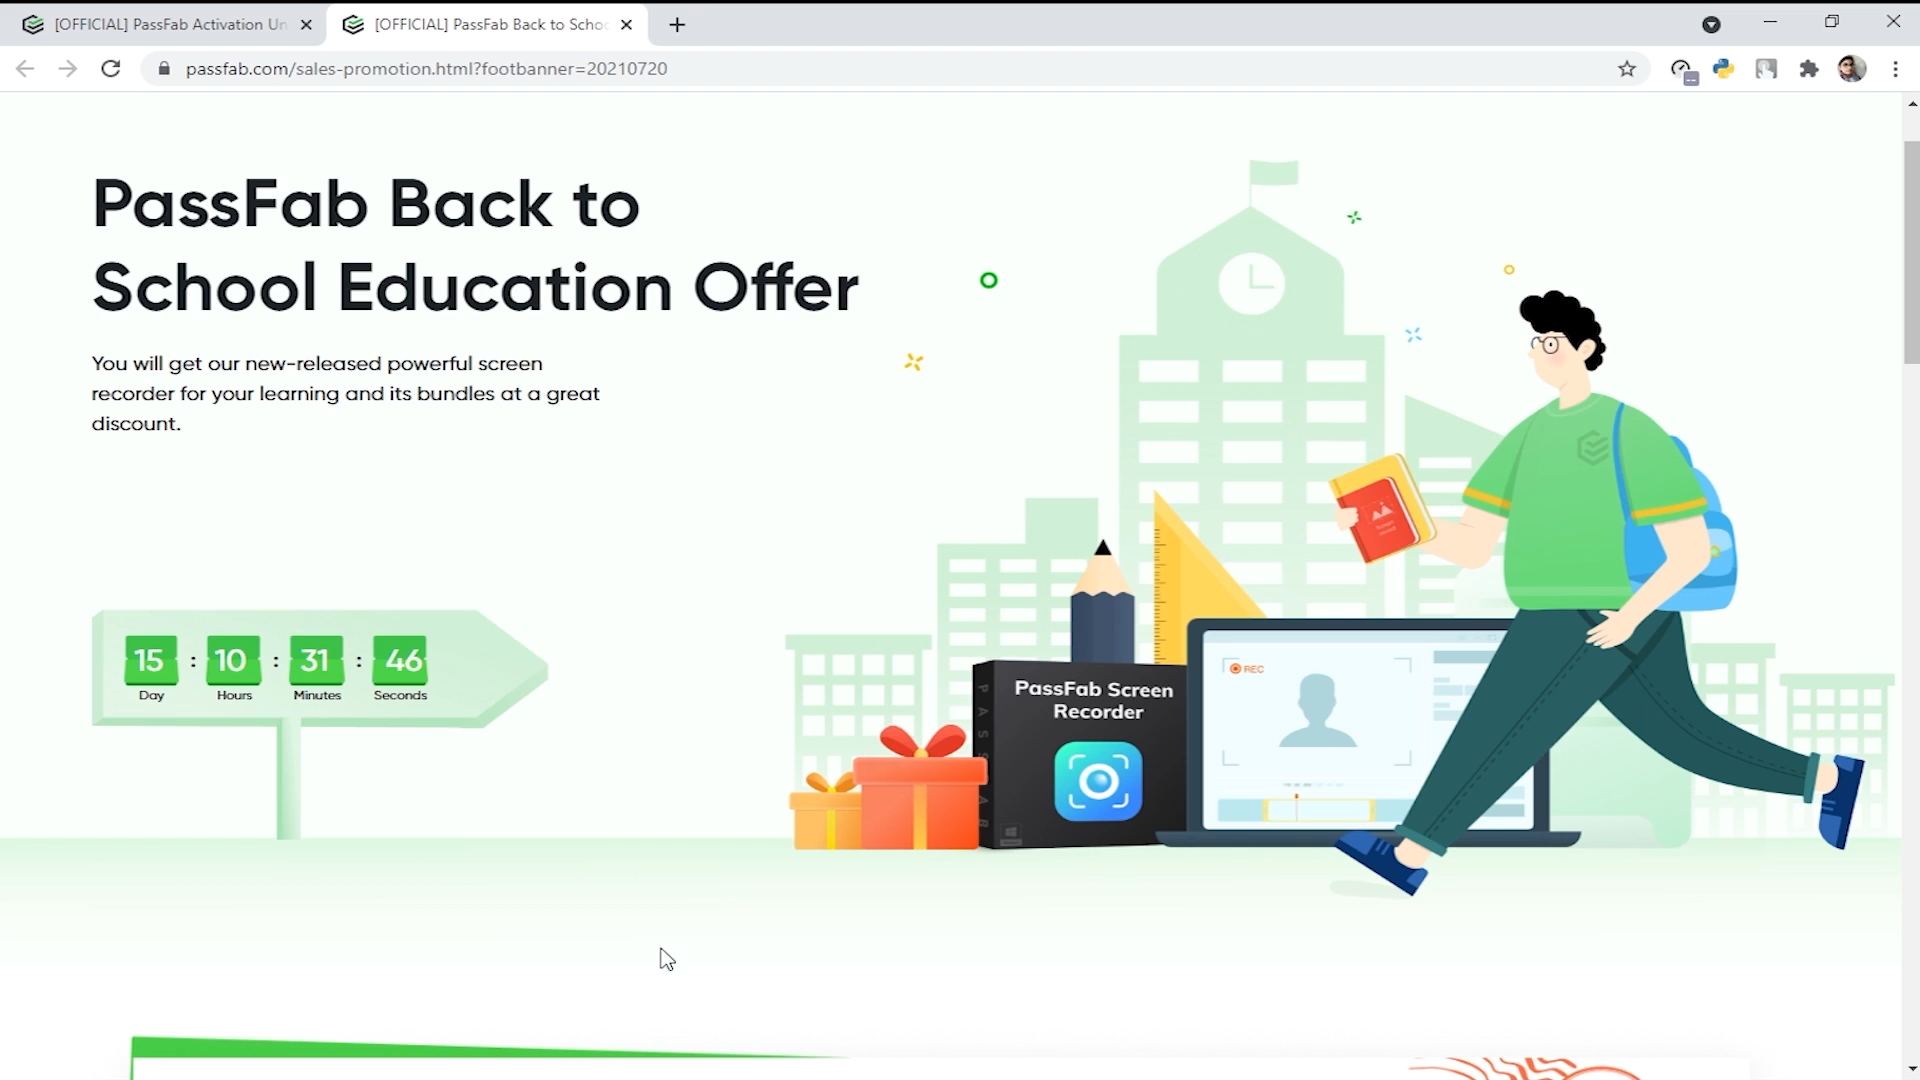 [OFFICIAL] PassFab Activation Un
[OFFICIAL] PassFab Back to Schoo
passfab.com/sales-promotion.html?footbanner=20210720
PassFab Back to
School Education Offer
You will get our new-released powerful screen
recorder for your learning and its bundles at a great
discount.
15 : 10 : 31 : 46
Day Hours Minutes Seconds
PassFab Screen
Recorder
REC